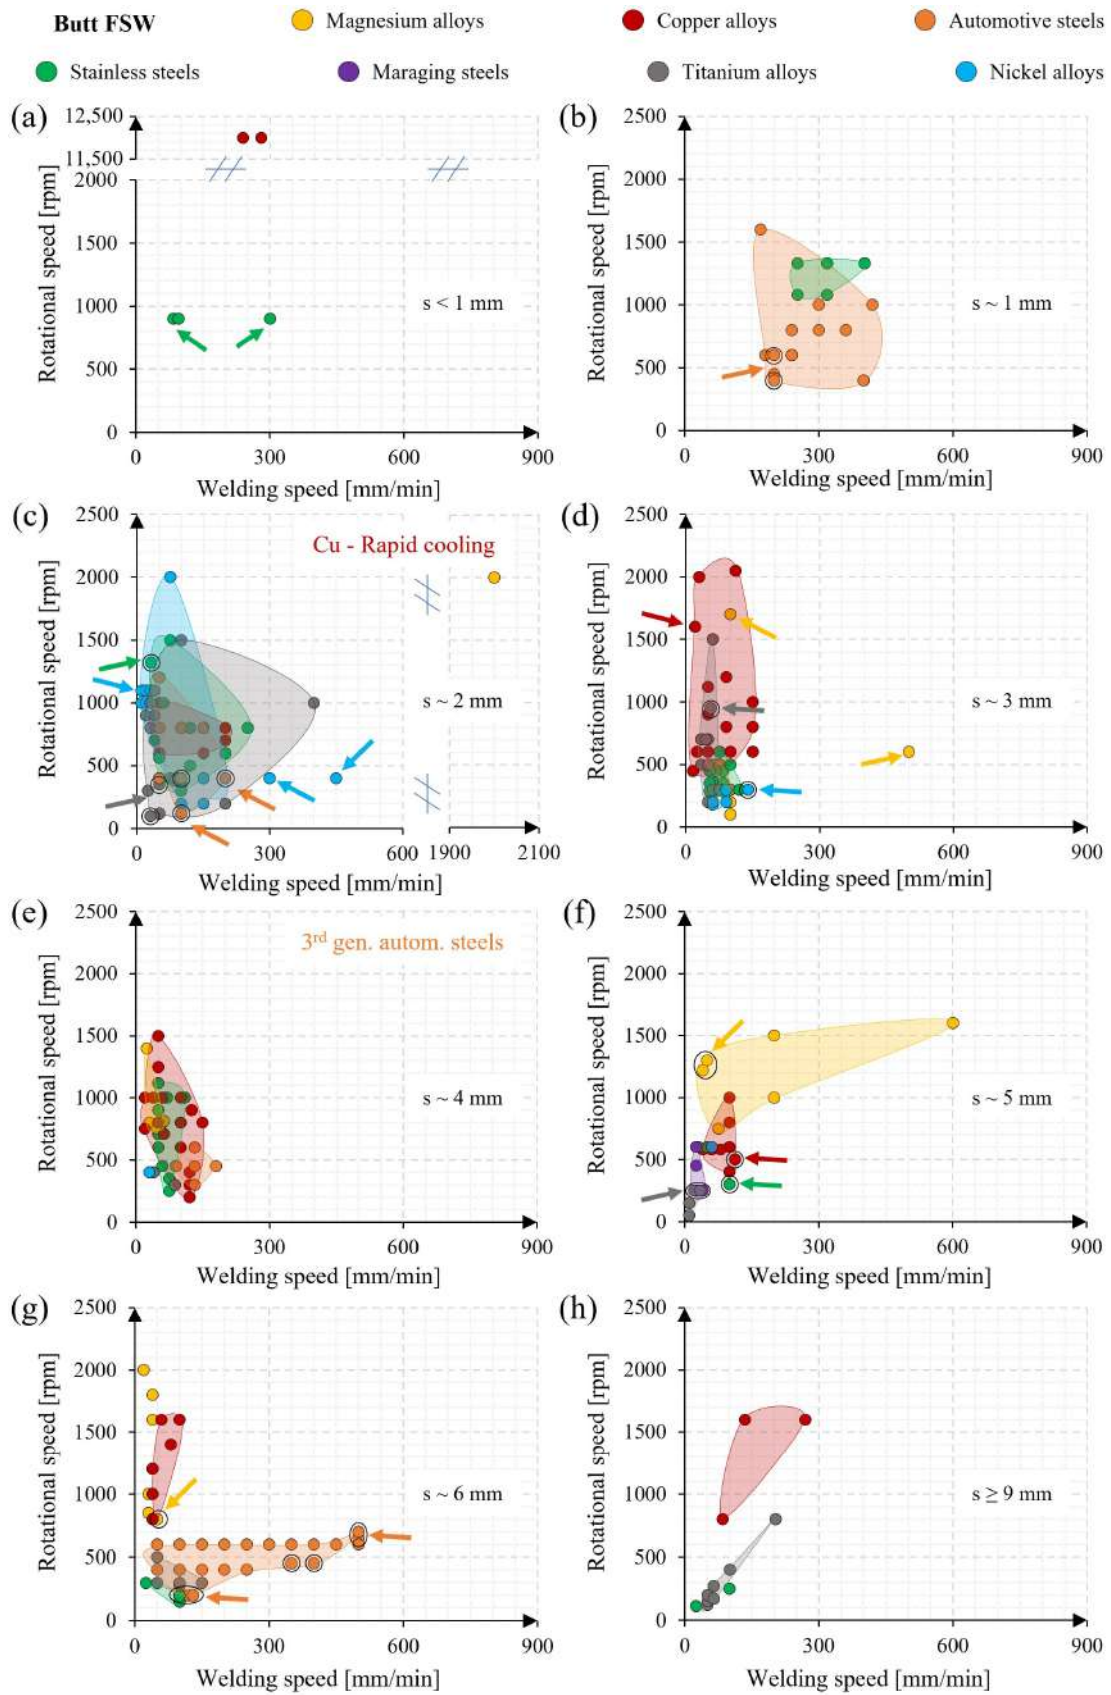 Butt FSW
Magnesium alloys
Copper alloys
Automotive steels
Stainless steels
Maraging steels
Titanium alloys
Nickel alloys
(a)
12,500
11,500
2000
1500
1000
500
0
Rotational speed [rpm]
s < 1 mm
0 300 600 900
Welding speed [mm/min]
(b)
2500
2000
1500
1000
500
0
Rotational speed [rpm]
s ~ 1 mm
0 300 600 900
Welding speed [mm/min]
(c)
2500
2000
1500
1000
500
0
Rotational speed [rpm]
Cu - Rapid cooling
s ~ 2 mm
0 300 600 1900 2100
Welding speed [mm/min]
(d)
2500
2000
1500
1000
500
0
Rotational speed [rpm]
s ~ 3 mm
0 300 600 900
Welding speed [mm/min]
(e)
2500
2000
1500
1000
500
0
Rotational speed [rpm]
3rd gen. autom. steels
s ~ 4 mm
0 300 600 900
Welding speed [mm/min]
(f)
2500
2000
1500
1000
500
0
Rotational speed [rpm]
s ~ 5 mm
0 300 600 900
Welding speed [mm/min]
(g)
2500
2000
1500
1000
500
0
Rotational speed [rpm]
s ~ 6 mm
0 300 600 900
Welding speed [mm/min]
(h)
2500
2000
1500
1000
500
0
Rotational speed [rpm]
s ≥ 9 mm
0 300 600 900
Welding speed [mm/min]